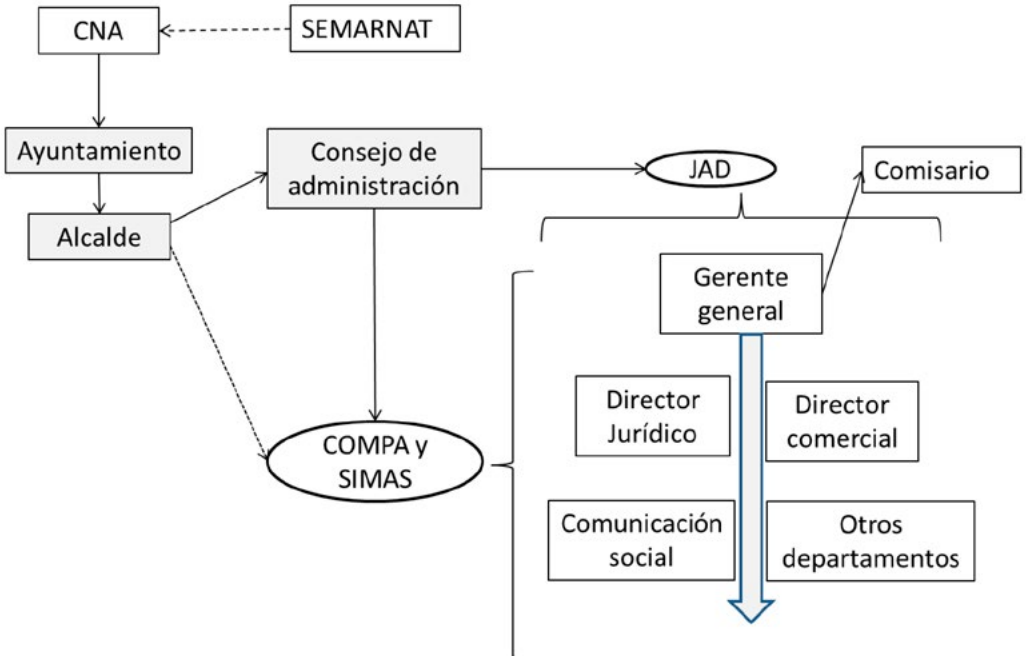 CNA
SEMARNAT
Ayuntamiento
Consejo de
administración
JAD
Comisario
Alcalde
Gerente
general
Director
Jurídico
Director
comercial
COMPA y
SIMAS
Comunicación
social
Otros
departamentos